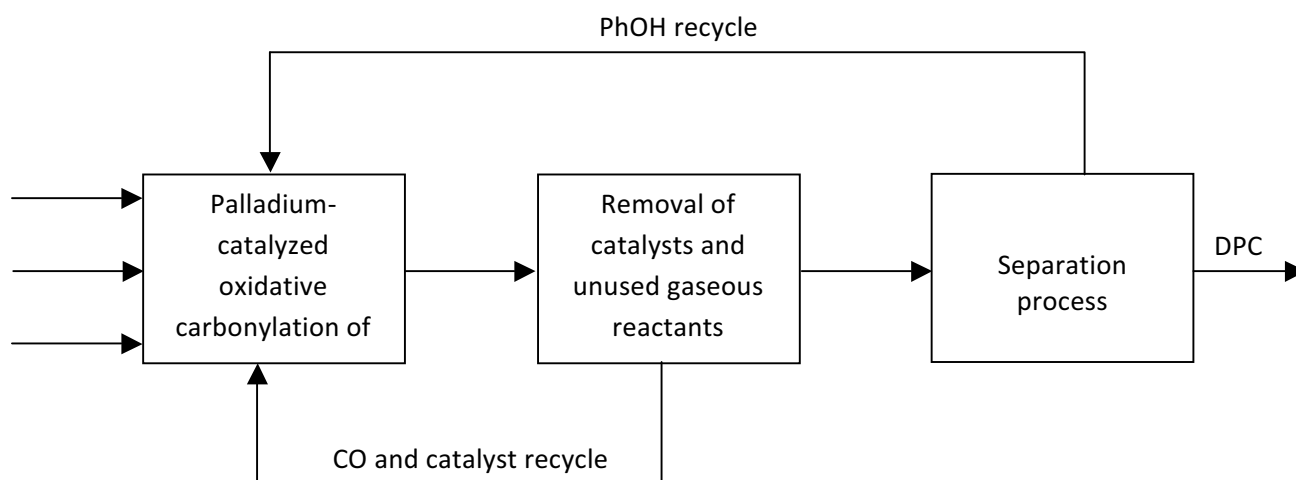 PhOH recycle
Palladium-
catalyzed
oxidative
carbonylation of
Removal of
catalysts and
unused gaseous
reactants
Separation
process
DPC
CO and catalyst recycle